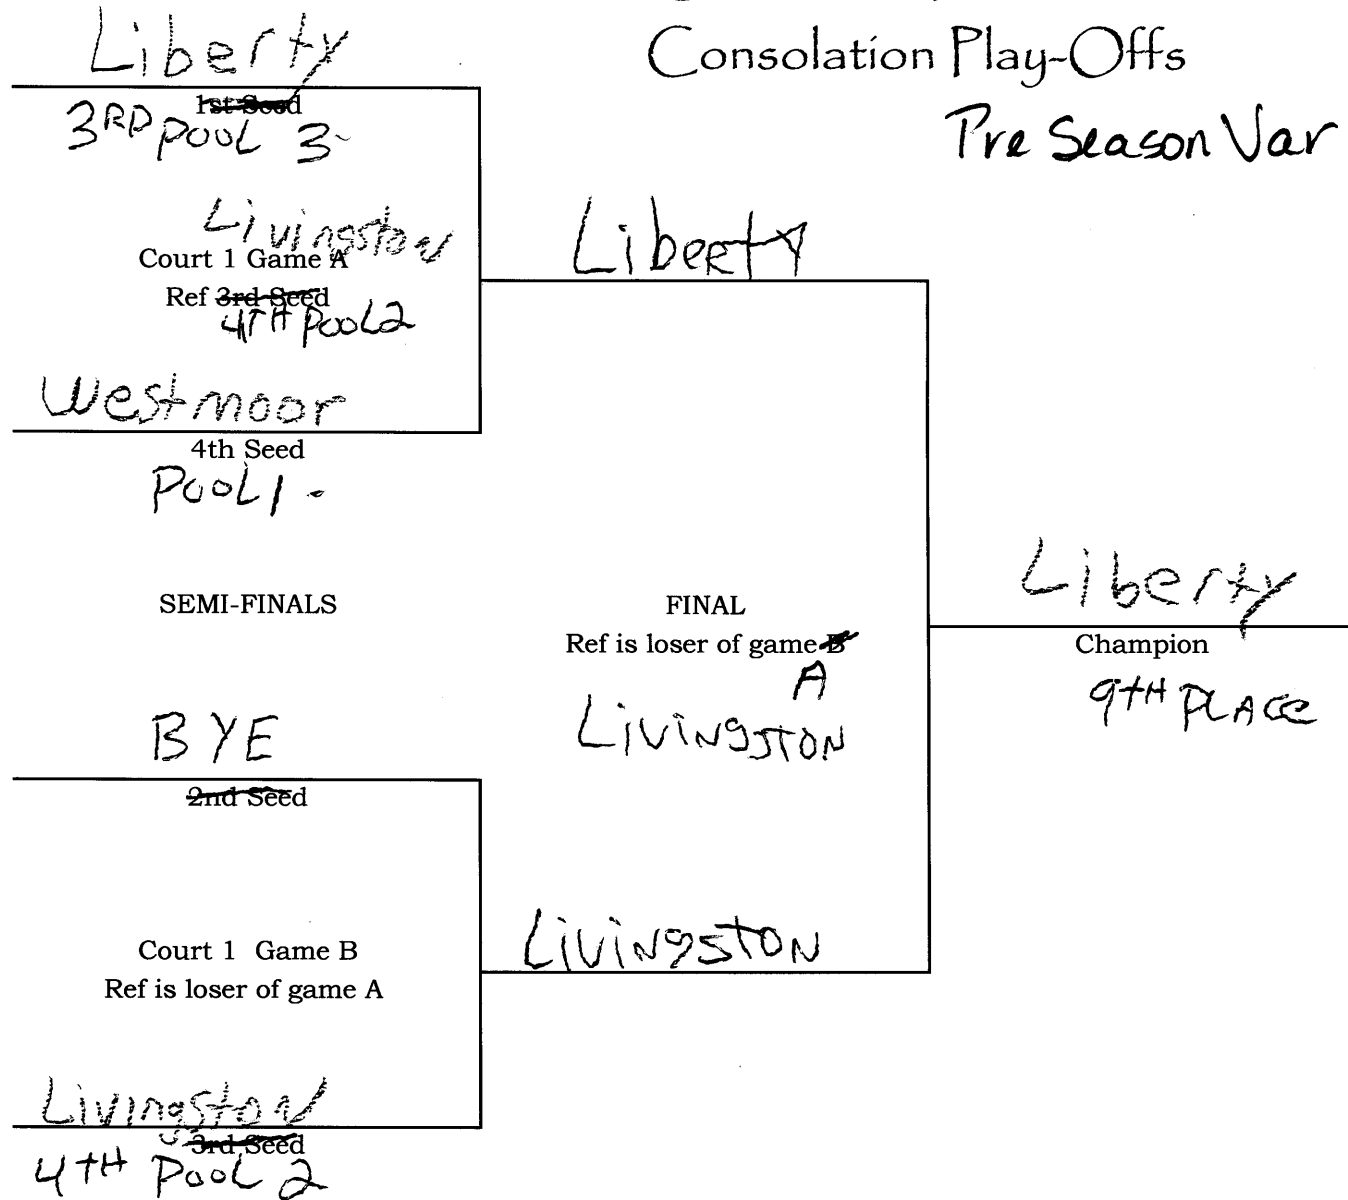 Consolation Play-Offs
Pre Season Var
Liberty
1st Seed
3RD POOL 3
Livingston
Court 1 Game A
Ref 3rd Seed
4TH POOL 2
Westmoor
4th Seed
POOL 1
Liberty
SEMI-FINALS
FINAL
Ref is loser of game B
A
Livingston
Liberty
Champion
9TH PLACE
BYE
2nd Seed
Court 1 Game B
Ref is loser of game A
Livingston
Livingston
3rd Seed
4TH POOL 2